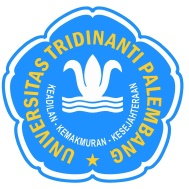 UNIVERSITAS TRIDINANTI PALEMBANG
KEADILAN - KEMAKMURAN - KESEJAHTERAAN